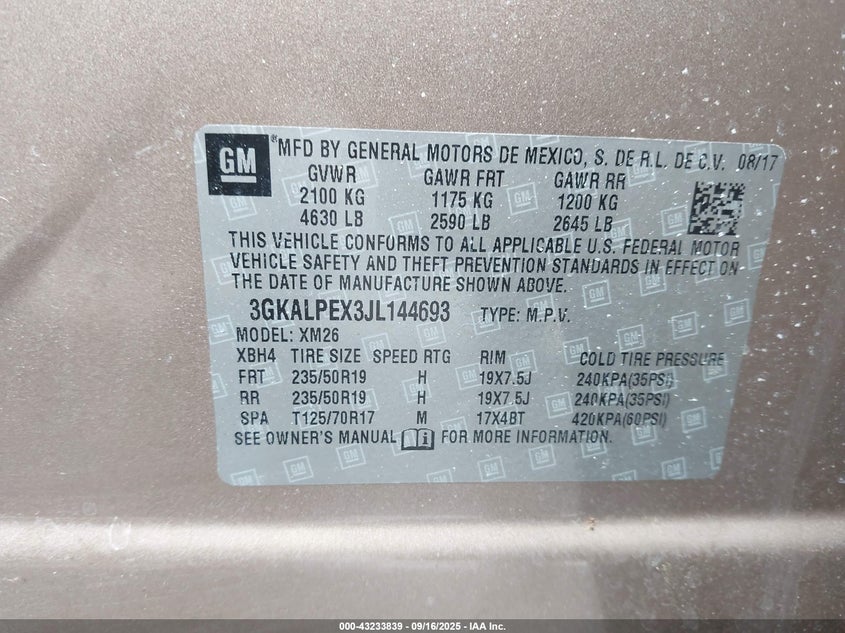 GM ® MFD BY GENERAL MOTORS DE MEXICO, S. DE R.L. DE C.V. 08/17
GVWR GAWR FRT GAWR RR
2100 KG 1175 KG 1200 KG
4630 LB 2590 LB 2645 LB
THIS VEHICLE CONFORMS TO ALL APPLICABLE U.S. FEDERAL MOTOR
VEHICLE SAFETY AND THEFT PREVENTION STANDARDS IN EFFECT ON
THE DATE OF MANUFACTURE SHOWN ABOVE.
3GKALPEX3JL144693 TYPE: M.P.V.
MODEL: XM26
XBH4 TIRE SIZE SPEED RTG RIM COLD TIRE PRESSURE
FRT 235/50R19 H 19X7.5J 240KPA(35PSI)
RR 235/50R19 H 19X7.5J 240KPA(35PSI)
SPA T125/70R17 M 17X4BT 420KPA(60PSI)
SEE OWNER'S MANUAL FOR MORE INFORMATION.
000-43233839 - 09/16/2025 - IAA Inc.